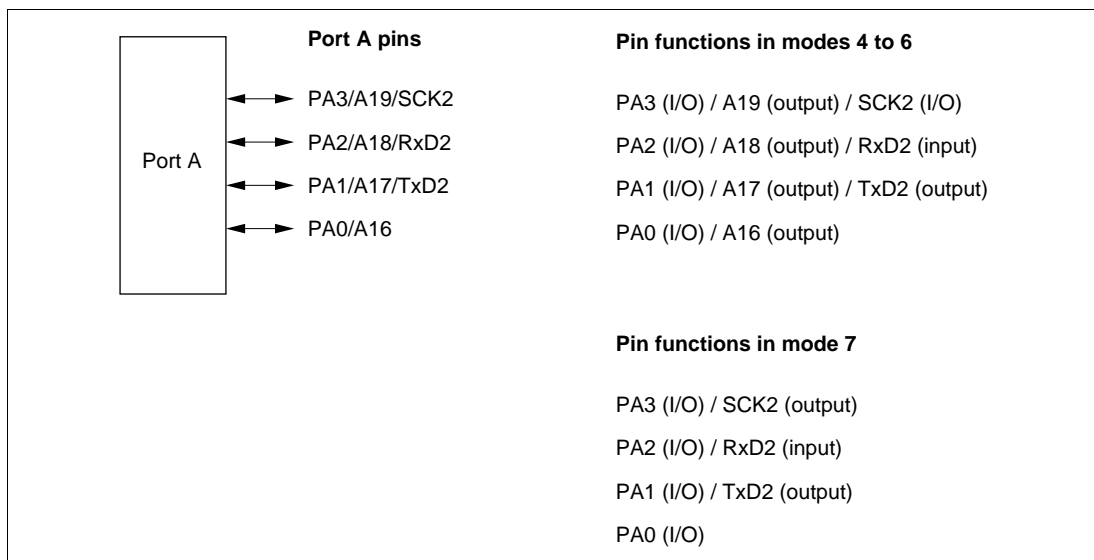 Port A
Port A pins
PA3/A19/SCK2
PA2/A18/RxD2
PA1/A17/TxD2
PA0/A16
Pin functions in modes 4 to 6
PA3 (I/O) / A19 (output) / SCK2 (I/O)
PA2 (I/O) / A18 (output) / RxD2 (input)
PA1 (I/O) / A17 (output) / TxD2 (output)
PA0 (I/O) / A16 (output)
Pin functions in mode 7
PA3 (I/O) / SCK2 (output)
PA2 (I/O) / RxD2 (input)
PA1 (I/O) / TxD2 (output)
PA0 (I/O)